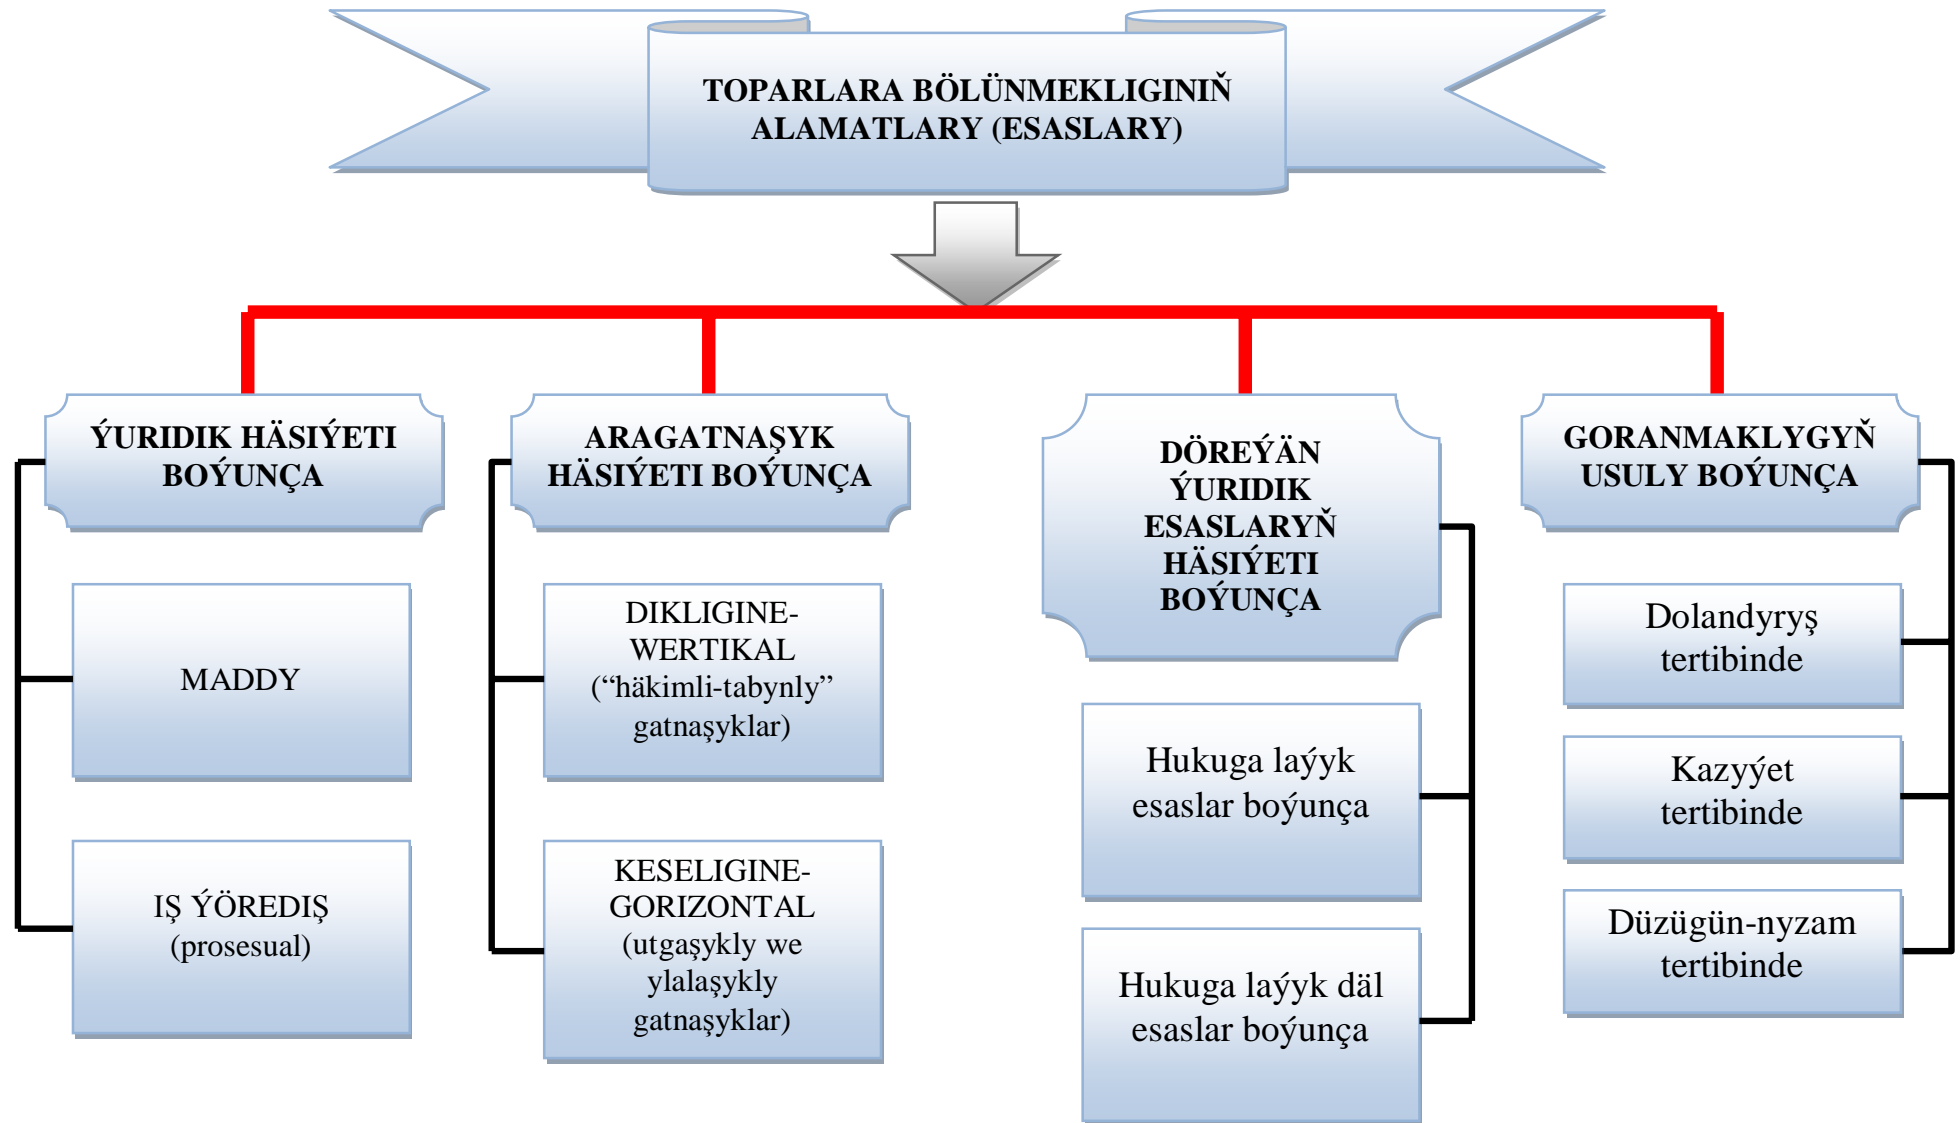 TOPARLARA BÖLÜNMEKLIGINIŇ
ALAMATLARY (ESASLARY)
ÝURIDIK HÄSIÝETI
BOÝUNÇA
MADDY
IŞ ÝÖREDIŞ
(prosesual)
ARAGATNAŞYK
HÄSIÝETI BOÝUNÇA
DIKLIGINE-
WERTIKAL
(“häkimli-tabynly”
gatnaşyklar)
KESELIGINE-
GORIZONTAL
(utgaşykly we
ylalaşykly
gatnaşyklar)
DÖREÝÄN
ÝURIDIK
ESASLARYŇ
HÄSIÝETI
BOÝUNÇA
Hukuga laýyk
esaslar boýunça
Hukuga laýyk däl
esaslar boýunça
GORANMAKLYGYŇ
USULY BOÝUNÇA
Dolandyryş
tertibinde
Kazyýet
tertibinde
Düzügün-nyzam
tertibinde